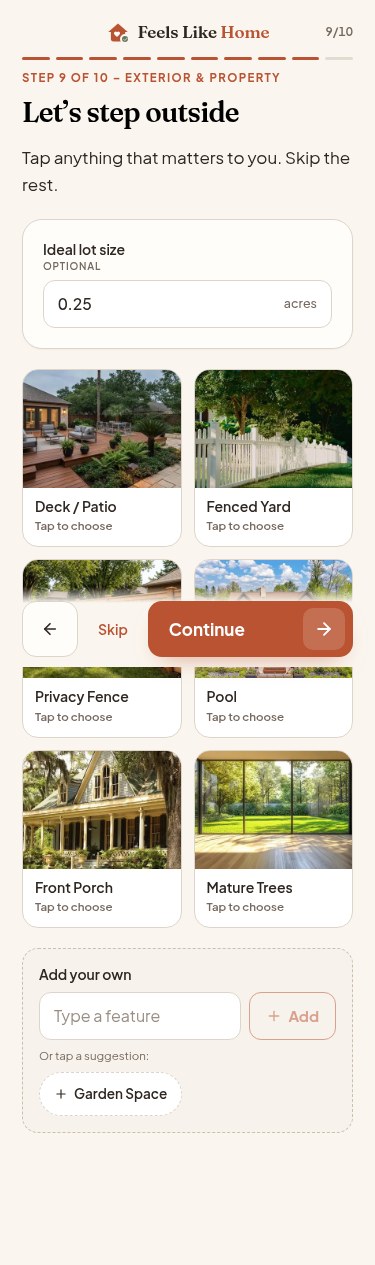 Feels Like Home
9/10
STEP 9 OF 10 – EXTERIOR & PROPERTY
Let's step outside
Tap anything that matters to you. Skip the
rest.
Ideal lot size
OPTIONAL
0.25 acres
Deck / Patio
Tap to choose
Fenced Yard
Tap to choose
Skip
Continue
Privacy Fence
Tap to choose
Pool
Tap to choose
Front Porch
Tap to choose
Mature Trees
Tap to choose
Add your own
Type a feature
+ Add
Or tap a suggestion:
+ Garden Space